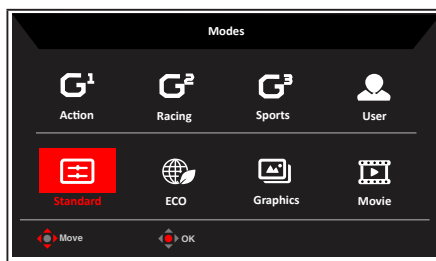 Modes
G¹ G² G³
Action Racing Sports User
Standard ECO Graphics Movie
Move OK